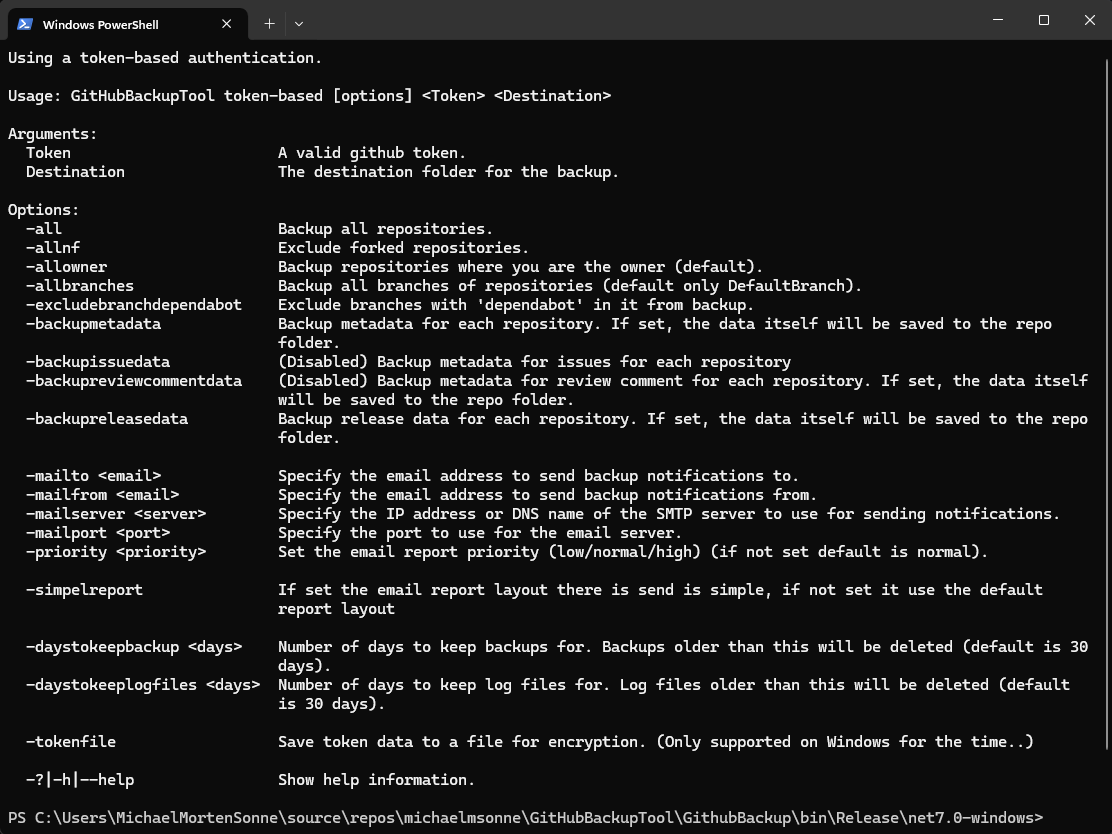 Windows PowerShell
Using a token-based authentication.
Usage: GitHubBackupTool token-based [options] <Token> <Destination>
Arguments:
Token A valid github token.
Destination The destination folder for the backup.
Options:
-all Backup all repositories.
-allnf Exclude forked repositories.
-allowner Backup repositories where you are the owner (default).
-allbranches Backup all branches of repositories (default only DefaultBranch).
-excludebranchdependabot Exclude branches with 'dependabot' in it from backup.
-backupmetadata Backup metadata for each repository. If set, the data itself will be saved to the repo
folder.
-backupissuedata (Disabled) Backup metadata for issues for each repository
-backupreviewcommentdata (Disabled) Backup metadata for review comment for each repository. If set, the data itself
will be saved to the repo folder.
-backupreleasedata Backup release data for each repository. If set, the data itself will be saved to the repo
folder.
-mailto <email> Specify the email address to send backup notifications to.
-mailfrom <email> Specify the email address to send backup notifications from.
-mailserver <server> Specify the IP address or DNS name of the SMTP server to use for sending notifications.
-mailport <port> Specify the port to use for the email server.
-priority <priority> Set the email report priority (low/normal/high) (if not set default is normal).
-simpelreport If set the email report layout there is send is simple, if not set it use the default
report layout
-daystokeepbackup <days> Number of days to keep backups for. Backups older than this will be deleted (default is 30
days).
-daystokeeplogfiles <days> Number of days to keep log files for. Log files older than this will be deleted (default
is 30 days).
-tokenfile Save token data to a file for encryption. (Only supported on Windows for the time..)
-?|-h|--help Show help information.
PS C:\Users\MichaelMortenSonne\source\repos\michaelmsonne\GitHubBackupTool\GithubBackup\bin\Release\net7.0-windows>